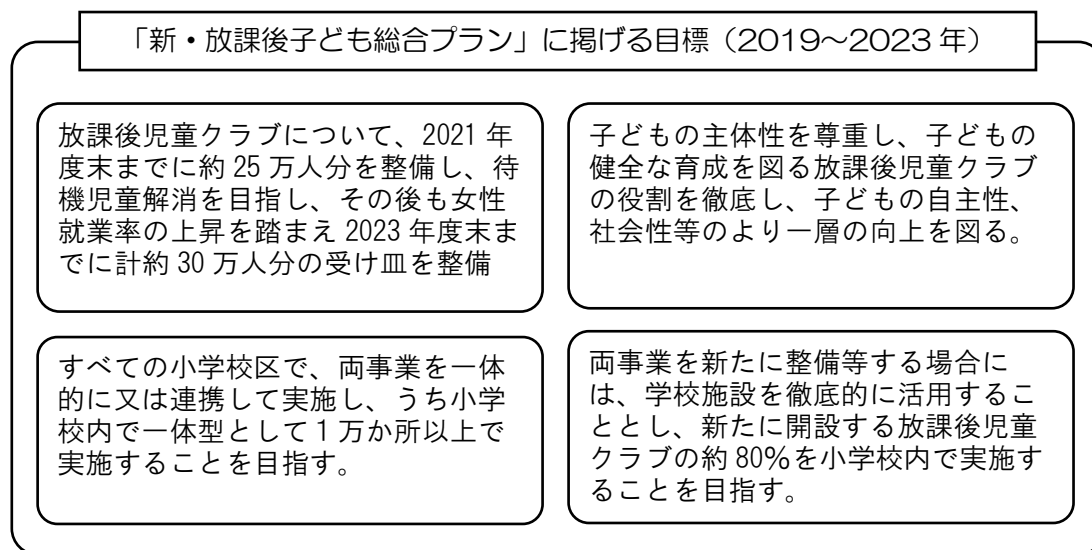 「新・放課後子ども総合プラン」に掲げる目標（2019～2023 年）
放課後児童クラブについて、2021 年
度末までに約 25 万人分を整備し、待
機児童解消を目指し、その後も女性
就業率の上昇を踏まえ 2023 年度末ま
でに計約 30 万人分の受け皿を整備
子どもの主体性を尊重し、子どもの
健全な育成を図る放課後児童クラブ
の役割を徹底し、子どもの自主性、
社会性等のより一層の向上を図る。
すべての小学校区で、両事業を一体
的に又は連携して実施し、うち小学
校内で一体型として 1 万か所以上で
実施することを目指す。
両事業を新たに整備等する場合に
は、学校施設を徹底的に活用するこ
ととし、新たに開設する放課後児童
クラブの約 80%を小学校内で実施す
ることを目指す。